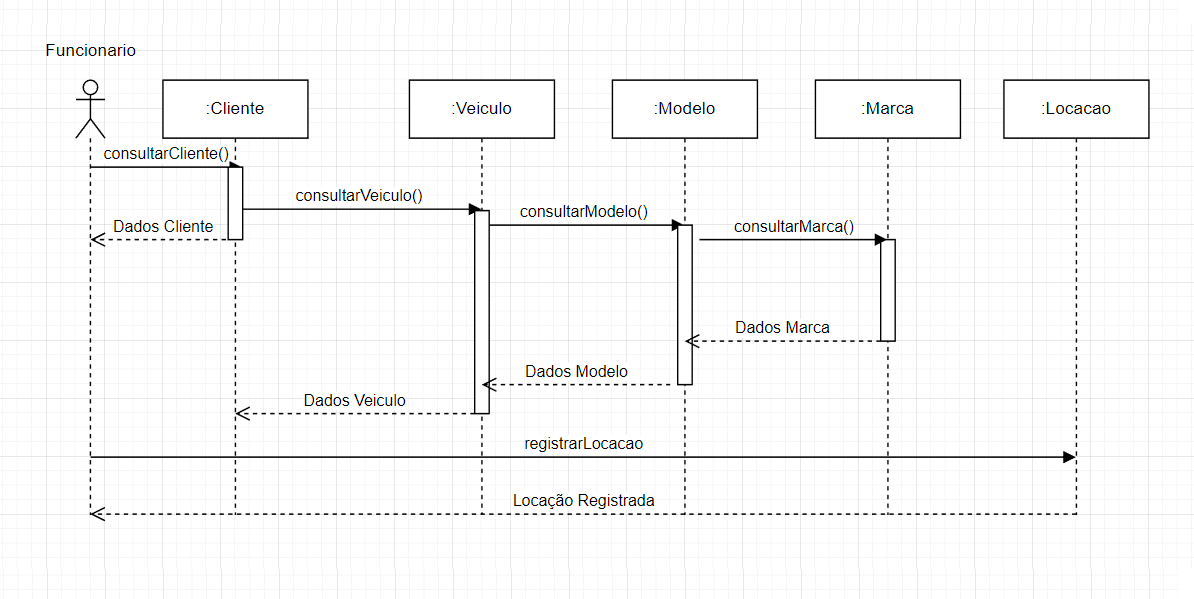 Funcionario
:Cliente
:Veiculo
:Modelo
:Marca
:Locacao
consultarCliente()
consultarVeiculo()
consultarModelo()
Dados Cliente
consultarMarca()
Dados Marca
Dados Modelo
Dados Veiculo
registrarLocacao
Locação Registrada